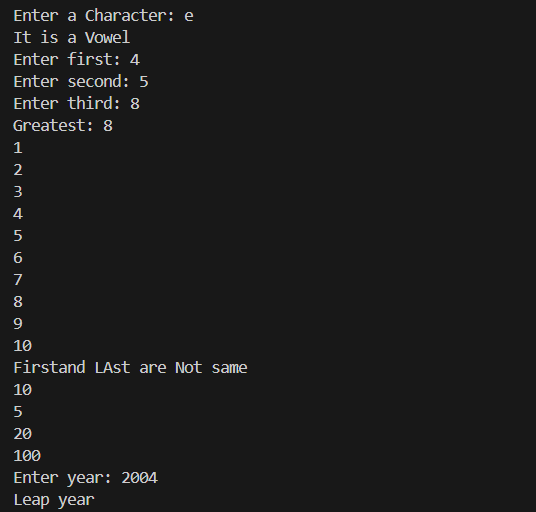 Enter a Character: e
It is a Vowel
Enter first: 4
Enter second: 5
Enter third: 8
Greatest: 8
1
2
3
4
5
6
7
8
9
10
Firstand LAst are Not same
10
5
20
100
Enter year: 2004
Leap year